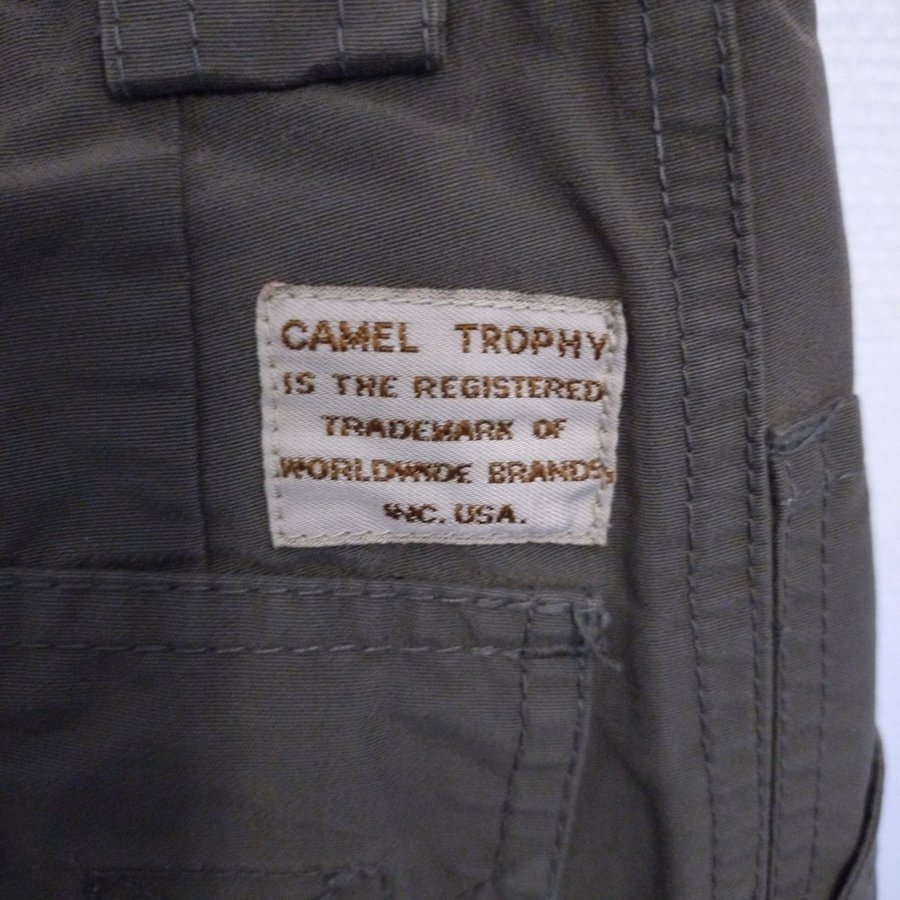 CAMEL TROPHY
IS THE REGISTERED
TRADEMARK OF
WORLDWIDE BRANDS,
INC. USA.